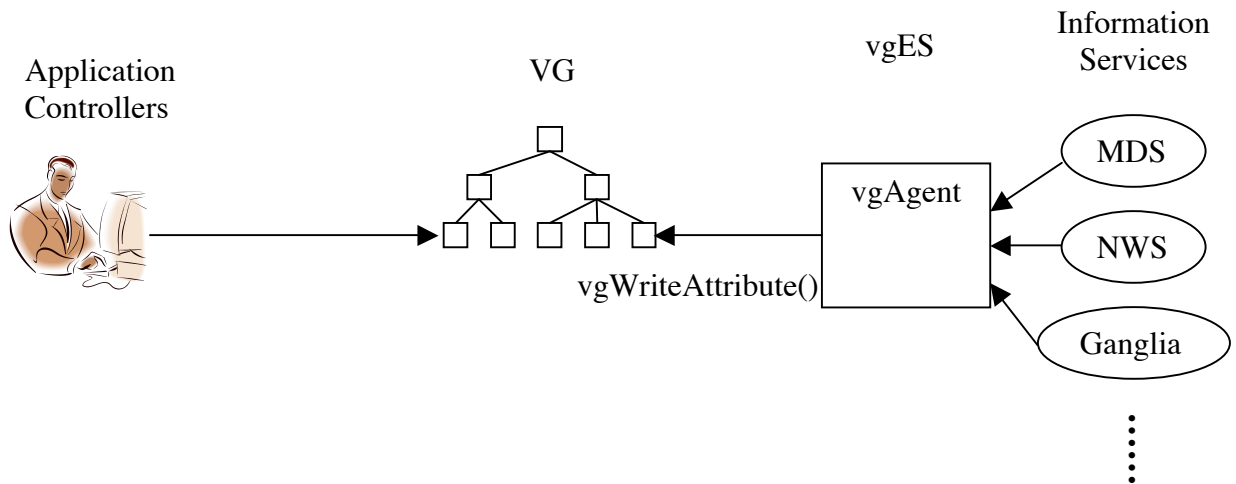 Application
Controllers
VG
vgES
Information
Services
vgAgent
MDS
NWS
Ganglia
vgWriteAttribute()